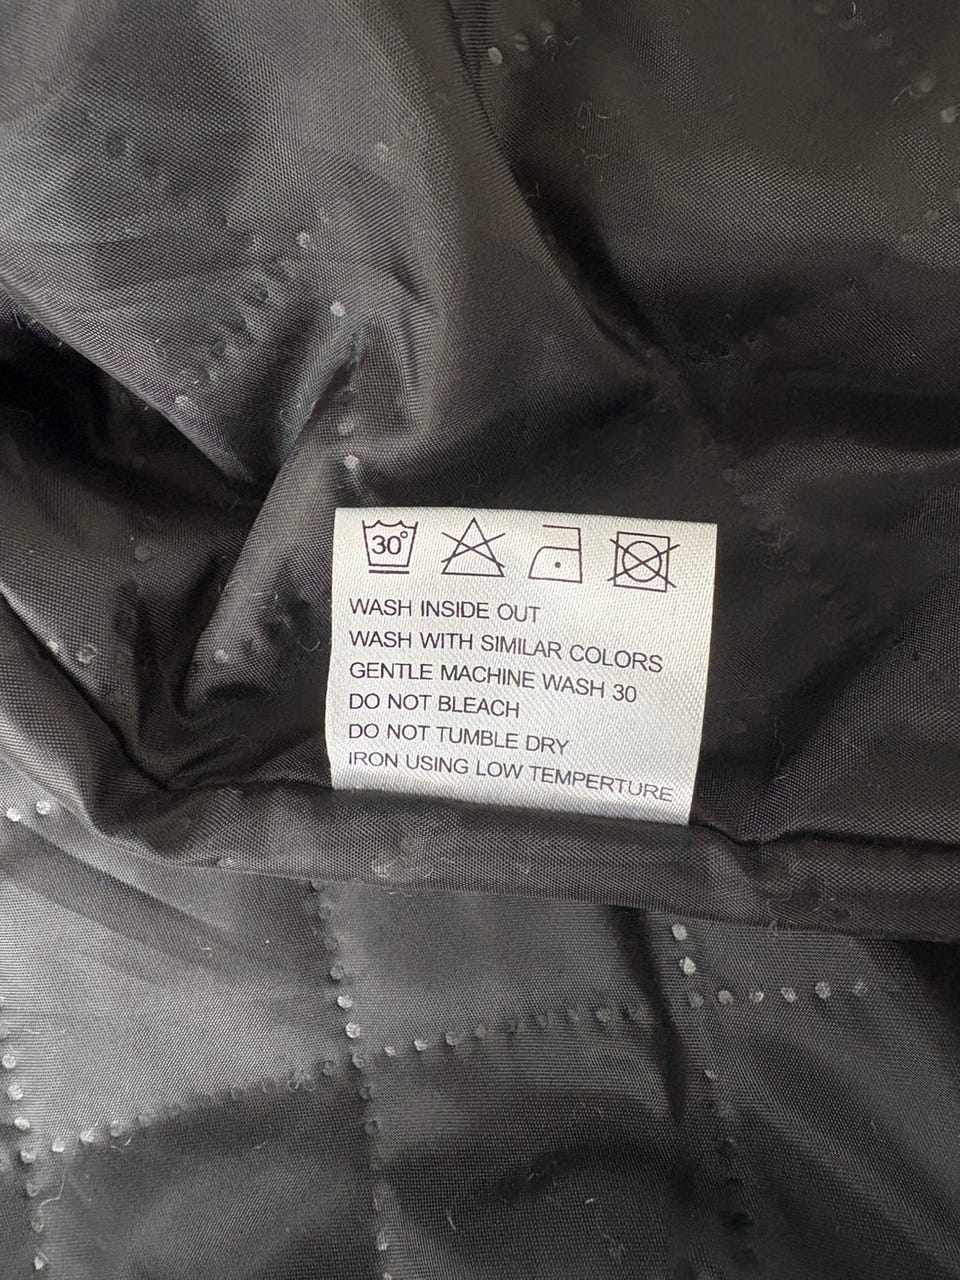 30°
WASH INSIDE OUT
WASH WITH SIMILAR COLORS
GENTLE MACHINE WASH 30
DO NOT BLEACH
DO NOT TUMBLE DRY
IRON USING LOW TEMPERTURE